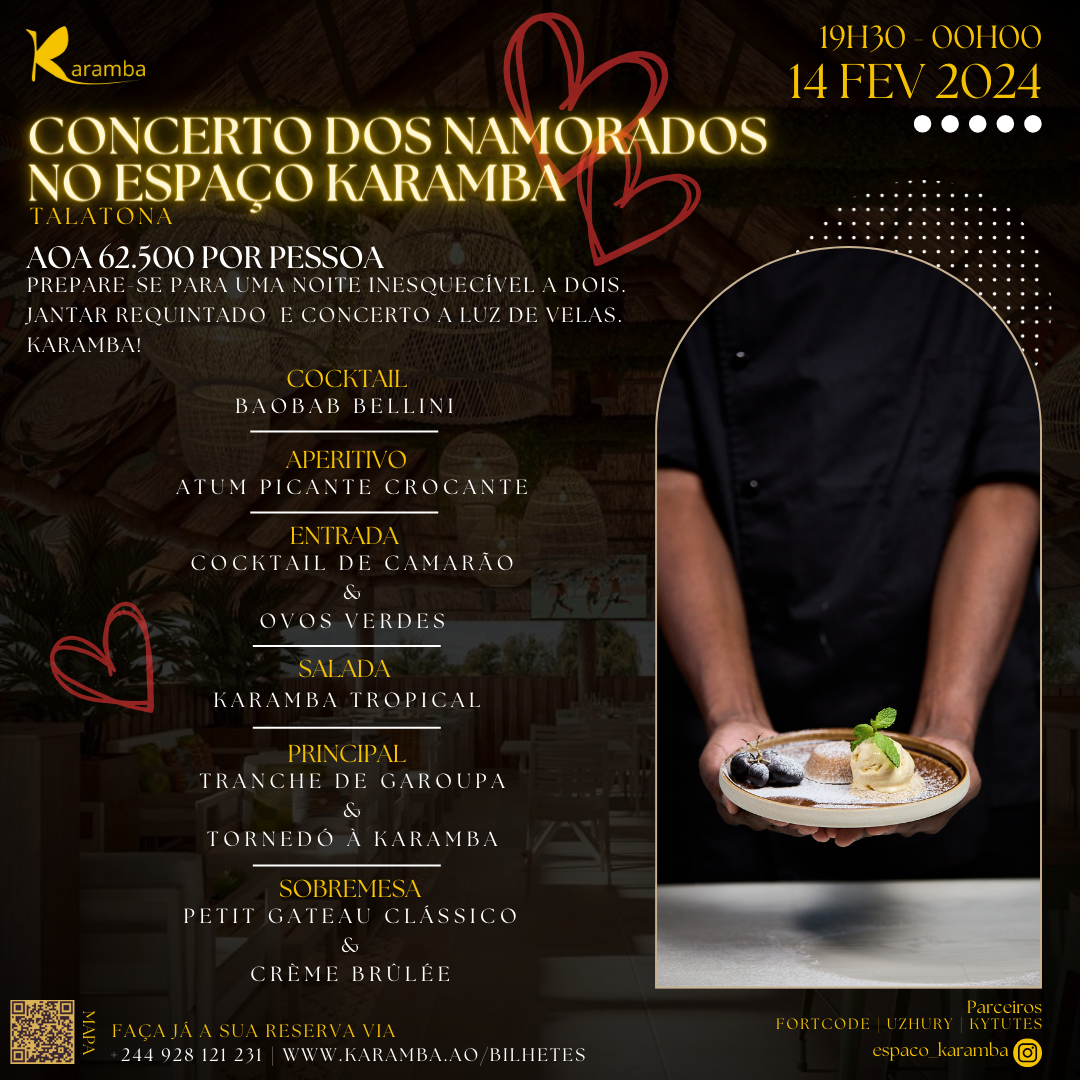 Karamba
19H30 - 00H00
14 FEV 2024
CONCERTO DOS NAMORADOS
NO ESPAÇO KARAMBA
TALATONA
AOA 62.500 POR PESSOA
PREPARE-SE PARA UMA NOITE INESQUECÍVEL A DOIS.
JANTAR REQUINTADO E CONCERTO A LUZ DE VELAS.
KARAMBA!
COCKTAIL
BAOBAB BELLINI
APERITIVO
ATUM PICANTE CROCANTE
ENTRADA
COCKTAIL DE CAMARÃO
&
OVOS VERDES
SALADA
KARAMBA TROPICAL
PRINCIPAL
TRANCHE DE GAROUPA
&
TORNEDÓ À KARAMBA
SOBREMESA
PETIT GATEAU CLÁSSICO
&
CRÈME BRÛLÉE
MAPA
FAÇA JÁ A SUA RESERVA VIA
+244 928 121 231 | WWW.KARAMBA.AO/BILHETES
Parceiros
FORTCODE | UZHURY | KYTUTES
espaco_karamba